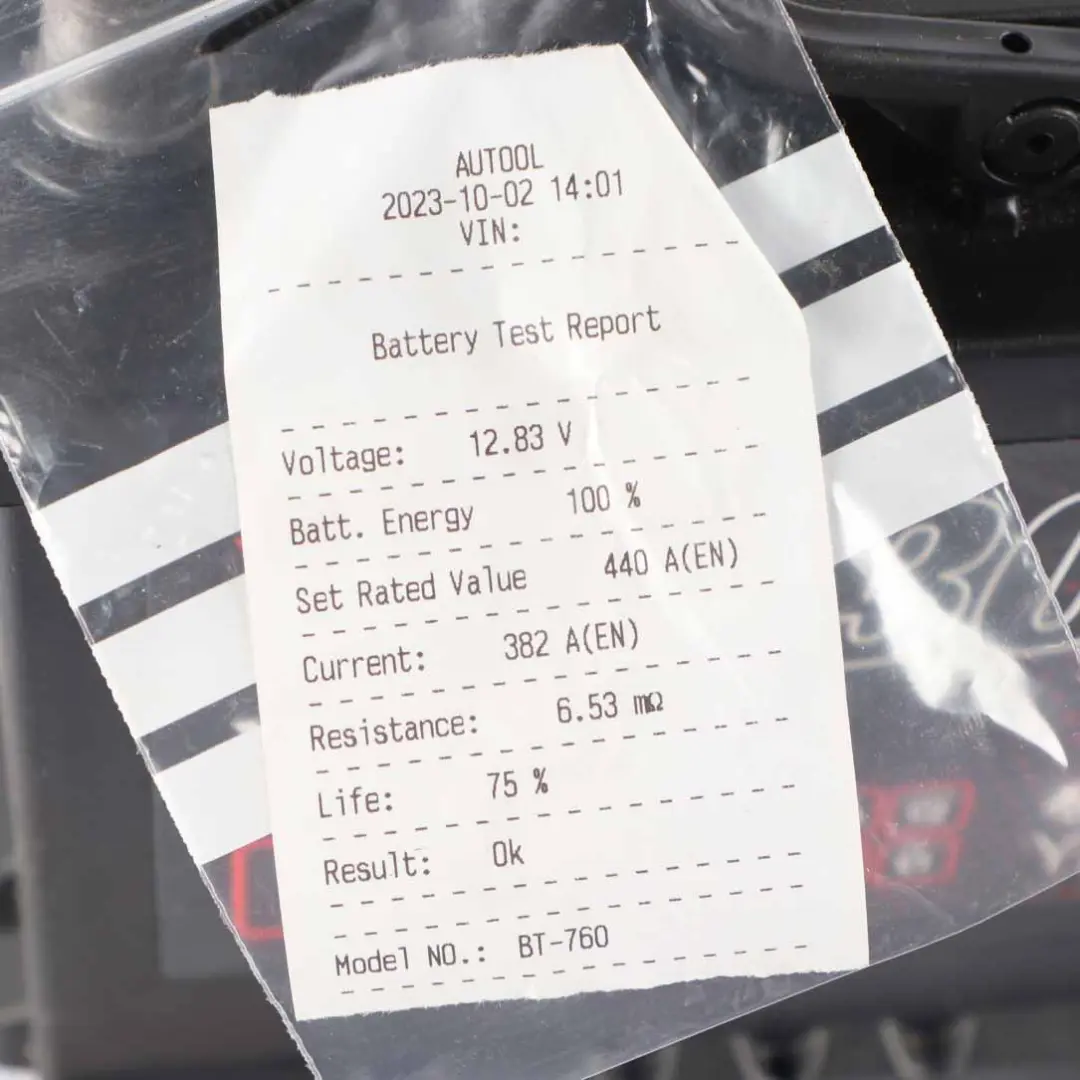 AUTOOL
2023-10-02 14:01
VIN:
Battery Test Report
Voltage: 12.83 V
Batt. Energy 100 %
Set Rated Value 440 A(EN)
Current: 382 A(EN)
Resistance: 6.53 mΩ
Life: 75 %
Result: Ok
Model NO.: BT-760